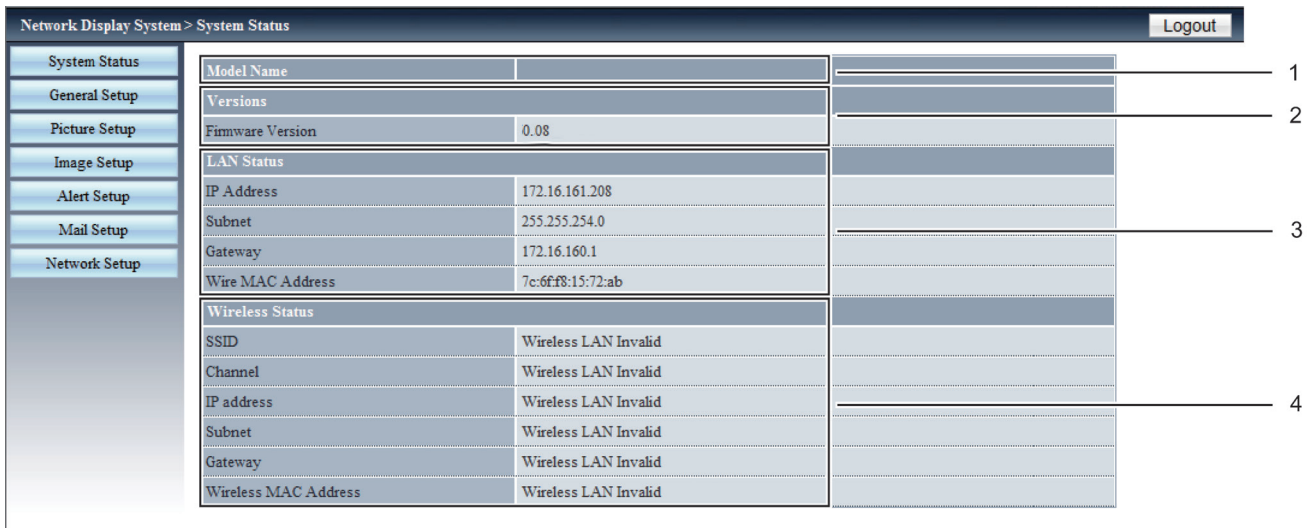 Network Display System > System Status
Logout
System Status
General Setup
Picture Setup
Image Setup
Alert Setup
Mail Setup
Network Setup
Model Name
1
Versions
2
Firmware Version 0.08
LAN Status
IP Address 172.16.161.208
Subnet 255.255.254.0
3
Gateway 172.16.160.1
Wire MAC Address 7c:6f:f8:15:72:ab
Wireless Status
SSID Wireless LAN Invalid
Channel Wireless LAN Invalid
IP address Wireless LAN Invalid
4
Subnet Wireless LAN Invalid
Gateway Wireless LAN Invalid
Wireless MAC Address Wireless LAN Invalid